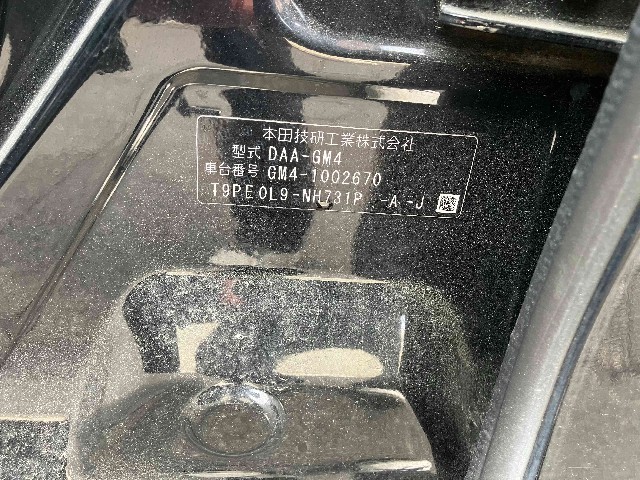 本田技研工業株式会社
型式 DAA-GM4
車台番号 GM4-1002670
T9PE0L9-NH731P -A-J